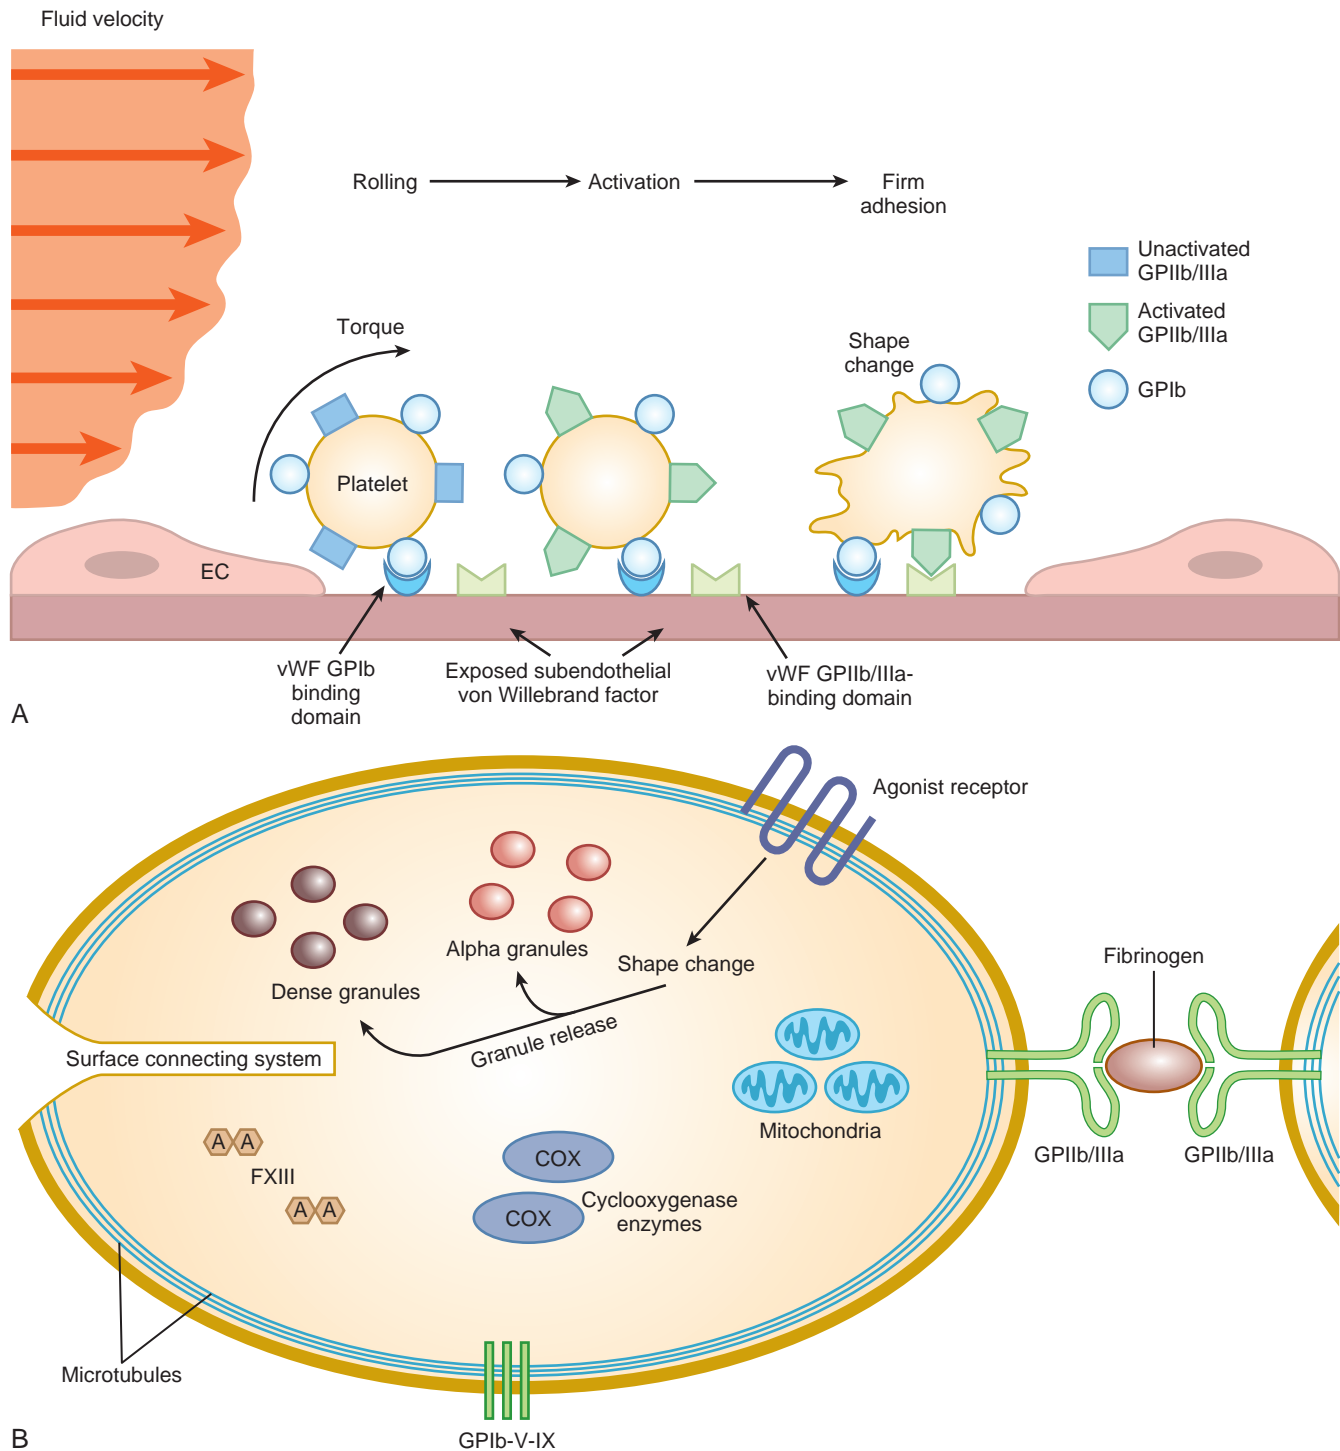 Fluid velocity
Rolling
Activation
Firm
adhesion
Unactivated
GPIIb/IIIa
Activated
GPIIb/IIIa
GPIb
Torque
Shape
change
Platelet
EC
vWF GPIb
binding
domain
Exposed subendothelial
von Willebrand factor
vWF GPIIb/IIIa-
binding domain
A
Agonist receptor
Alpha granules
Dense granules
Shape change
Granule release
Surface connecting system
Fibrinogen
Mitochondria
GPIIb/IIIa
GPIIb/IIIa
A A
FXIII
A A
COX
COX
Cyclooxygenase
enzymes
Microtubules
GPIb-V-IX
B